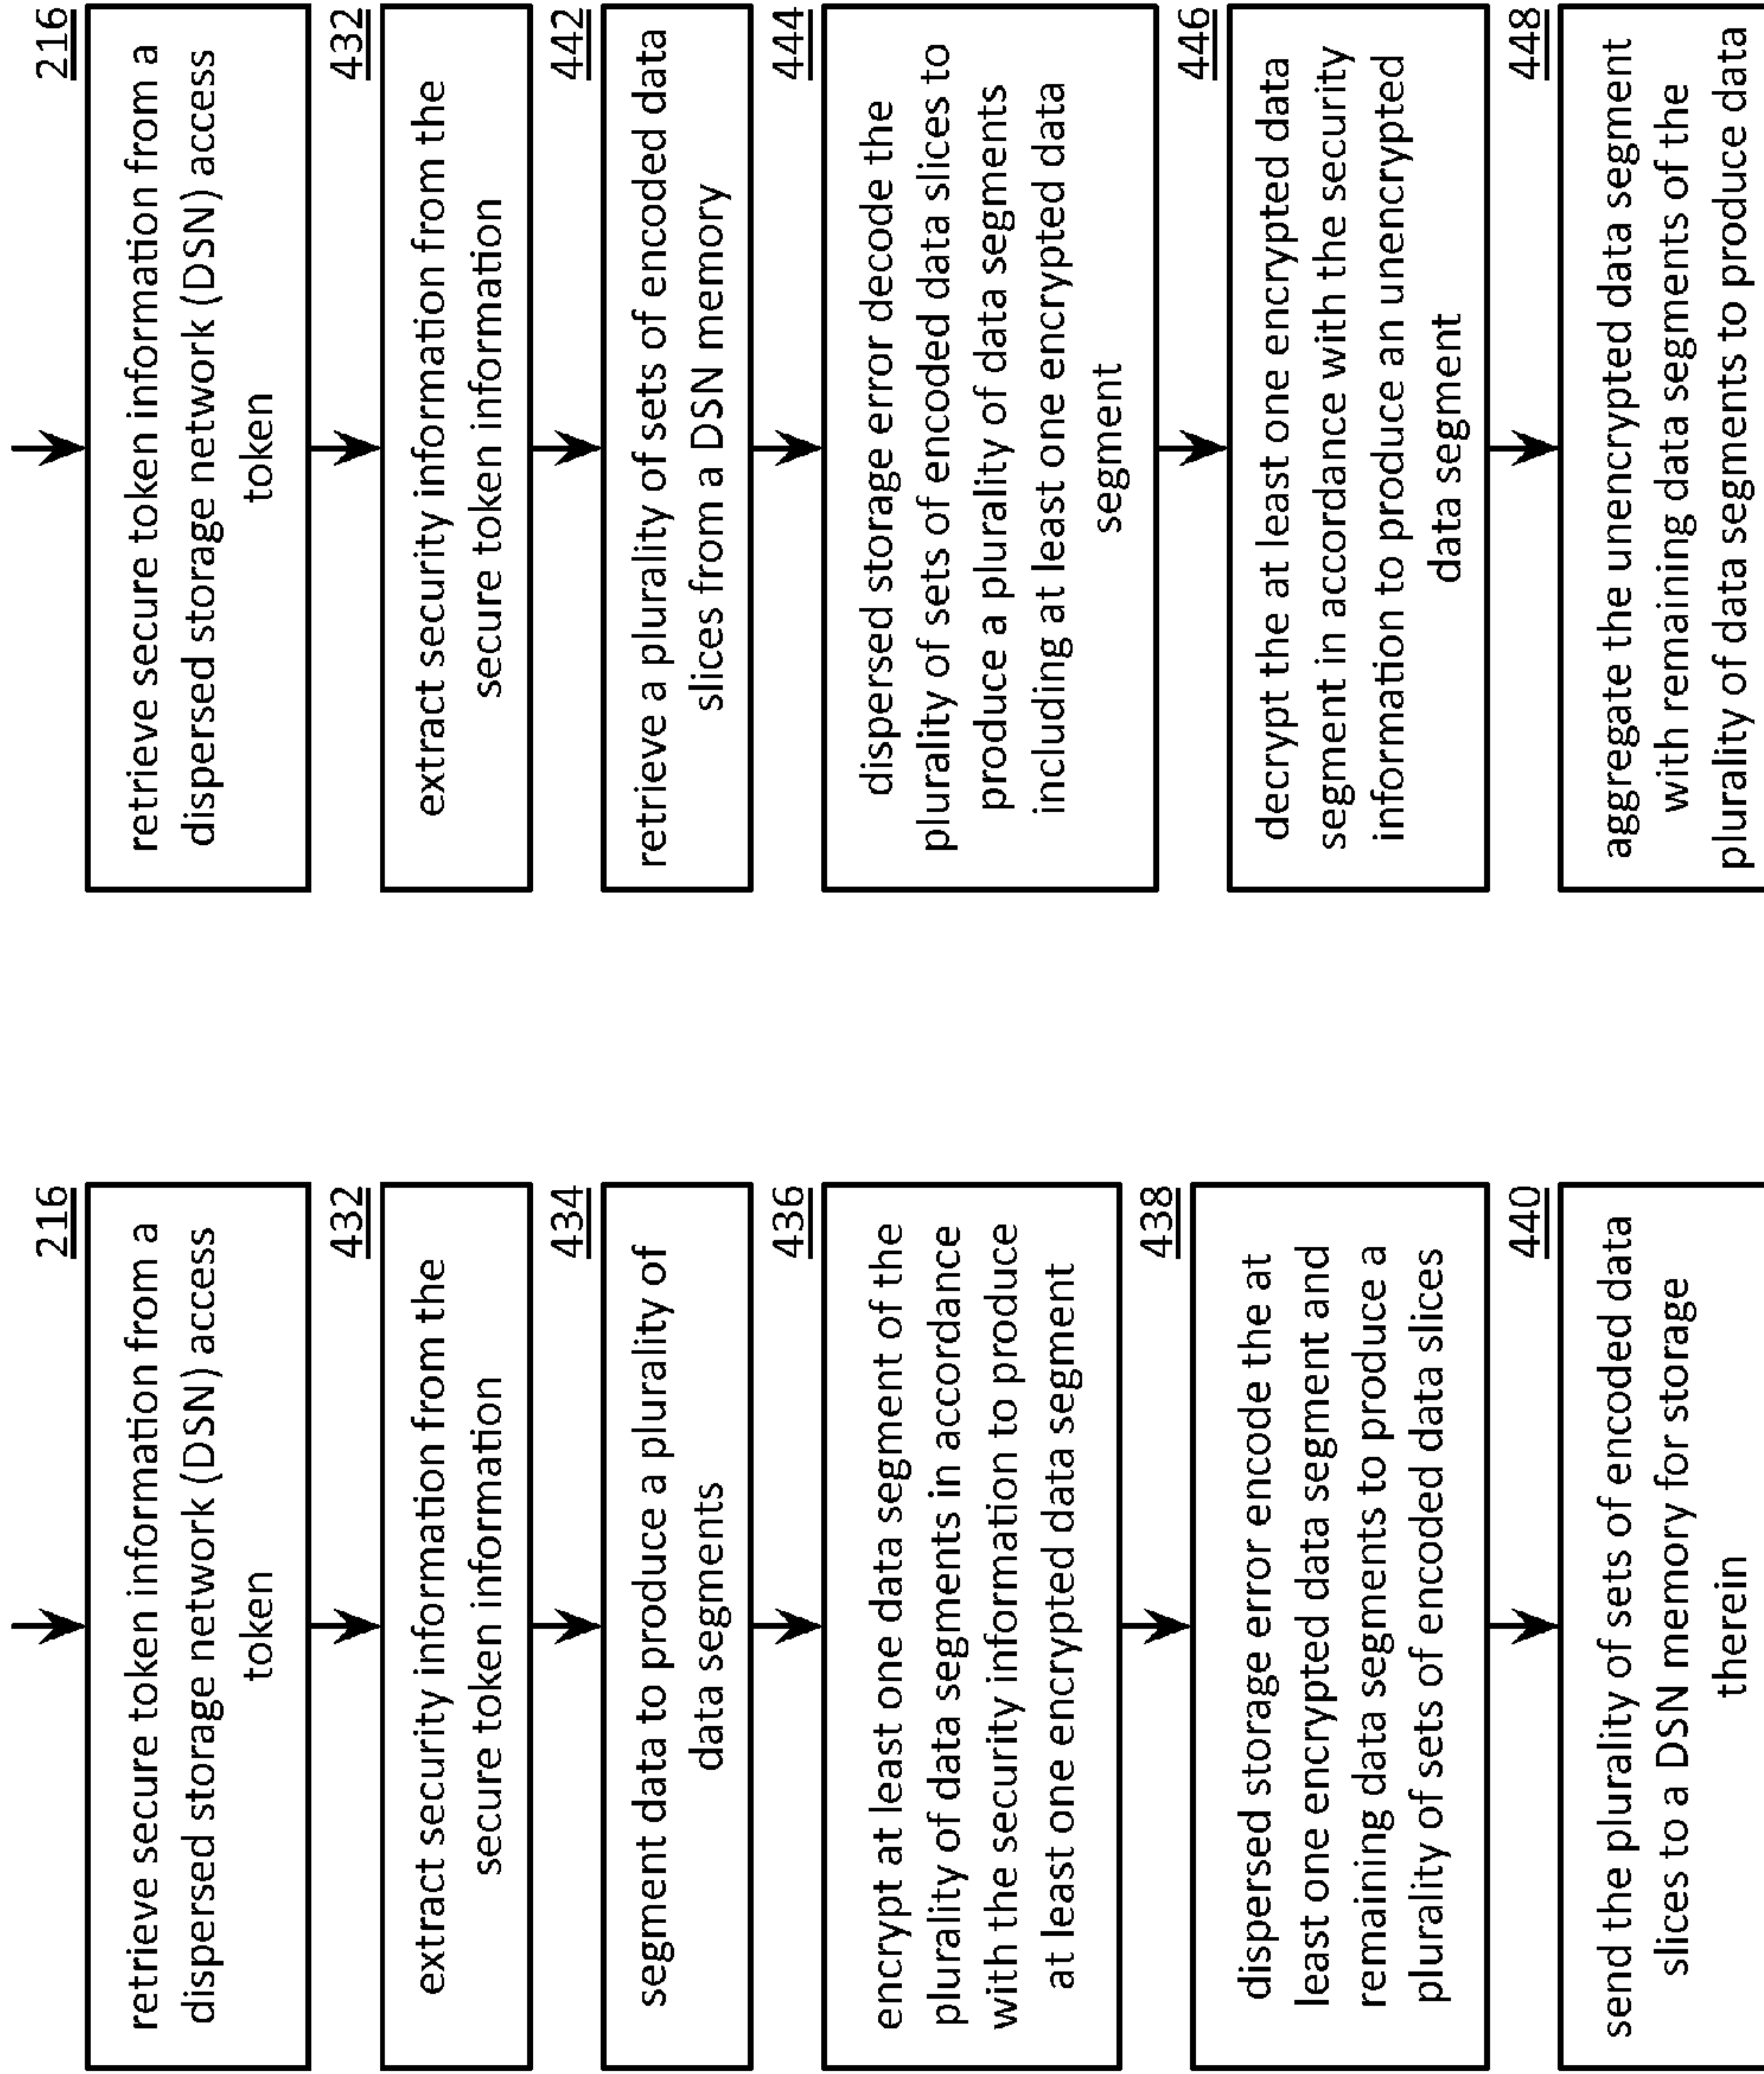 216
retrieve secure token information from a
dispersed storage network (DSN) access
token
432
extract security information from the
secure token information
434
segment data to produce a plurality of
data segments
436
encrypt at least one data segment of the
plurality of data segments in accordance
with the security information to produce
at least one encrypted data segment
438
dispersed storage error encode the at
least one encrypted data segment and
remaining data segments to produce a
plurality of sets of encoded data slices
440
send the plurality of sets of encoded data
slices to a DSN memory for storage
therein
216
retrieve secure token information from a
dispersed storage network (DSN) access
token
432
extract security information from the
secure token information
442
retrieve a plurality of sets of encoded data
slices from a DSN memory
444
dispersed storage error decode the
plurality of sets of encoded data slices to
produce a plurality of data segments
including at least one encrypted data
segment
446
decrypt the at least one encrypted data
segment in accordance with the security
information to produce an unencrypted
data segment
448
aggregate the unencrypted data segment
with remaining data segments of the
plurality of data segments to produce data